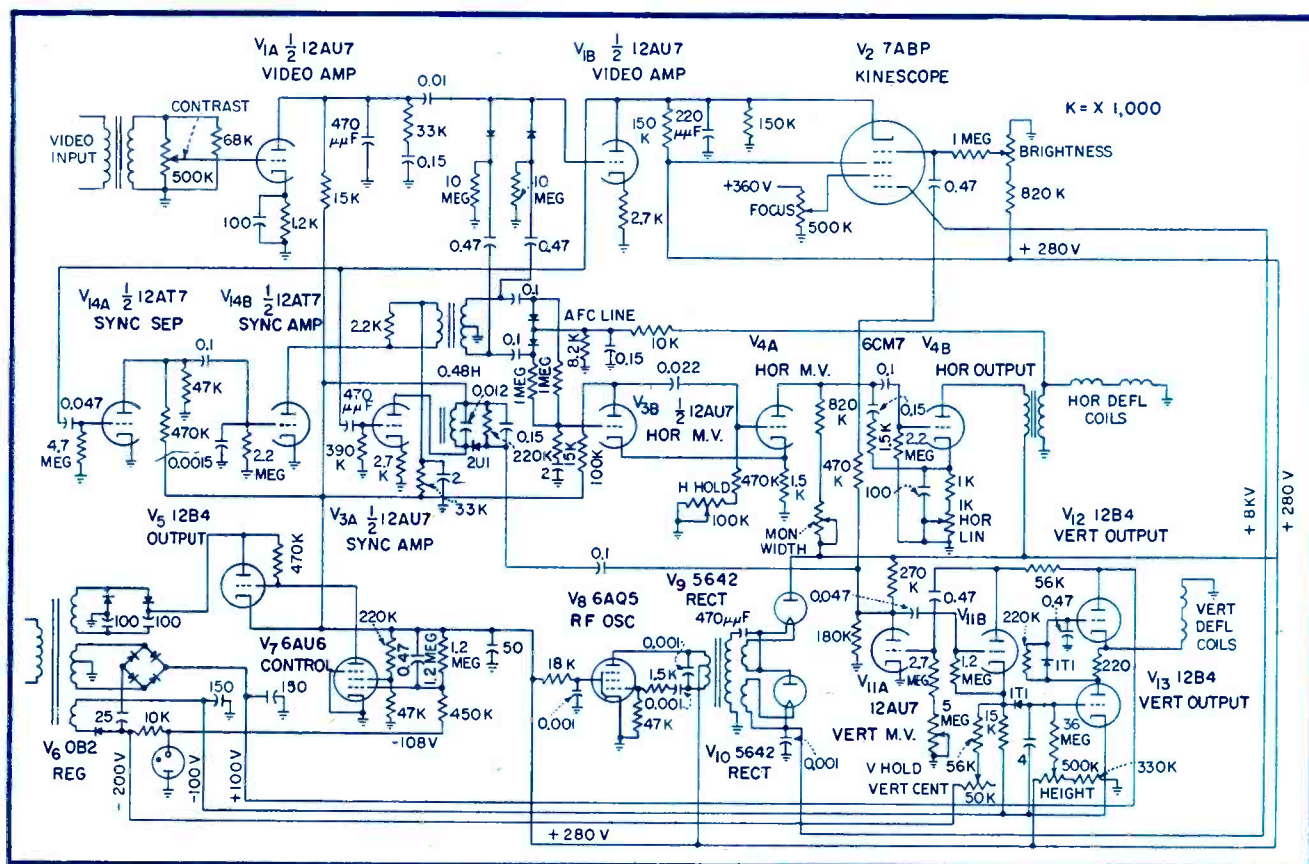 V1A 1/2 12AU7
VIDEO AMP
V1B 1/2 12AU7
VIDEO AMP
V2 7ABP
KINESCOPE
K = X 1,000
VIDEO
INPUT
CONTRAST
500K
68K
100
1.2K
15K
470
μμF
33K
0.15
0.01
10
MEG
10
MEG
0.47
0.47
2.7K
150
K
220
μμF
150K
+360V
FOCUS
500K
1 MEG
BRIGHTNESS
0.47
820K
+ 280V
V14A 1/2 12AT7
SYNC SEP
V14B 1/2 12AT7
SYNC AMP
0.047
4.7
MEG
0.1
47K
470K
0.0015
2.2
MEG
2.2K
0.1
0.1
AFC LINE
8.2K
0.15
10K
1MEG
1MEG
0.48H
470
μμF
390
K
2.7
K
0.012
2U1
0.15
220K
2
33K
15K
2
100K
V3A 1/2 12AU7
SYNC AMP
V3B
1/2 12AU7
HOR M.V.
0.022
V4A
HOR M.V.
6CM7
V4B
HOR OUTPUT
0.1
820
K
0.15
1.5K
2.2
MEG
470K
1.5
K
470
K
100
1K
1K
HOR
LIN
H HOLD
100K
MON
WIDTH
HOR DEFL
COILS
+ 8KV
+ 280 V
V5 12B4
OUTPUT
470K
100
100
150
150
25
10K
V6 OB2
REG
V7 6AU6
CONTROL
220K
0.47
1.2 MEG
1.2
MEG
47K
450K
50
-108V
- 200V
-100V
+100V
0.1
V8 6AQ5
RF OSC
18K
0.001
0.001
1.5K
0.001
47K
V9 5642
RECT
470μμF
V10 5642
RECT
0.001
270
K
0.047
180K
0.47
V11A
12AU7
VERT M.V.
V11B
2.7
MEG
1.2
MEG
5
MEG
56K
15
K
V HOLD
VERT CENT
50K
1T1
4
36
MEG
500K
HEIGHT
330K
56K
220K
0.47
1T1
220
V12 12B4
VERT OUTPUT
VERT
DEFL
COILS
V13 12B4
VERT OUTPUT
+ 280 V